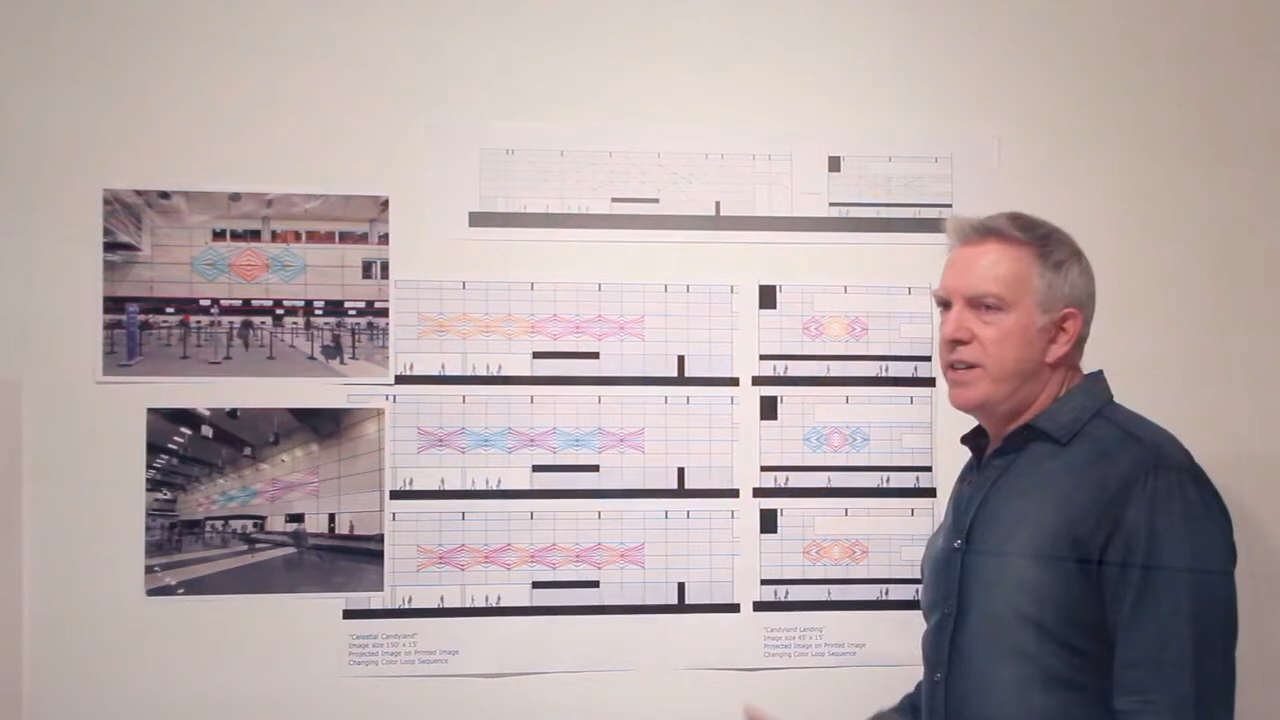 "Celestial Candyland"
Image size 150' x 15'
Projected Image on Printed Image
Changing Color Loop Sequence
"Candyland Landing"
Image size 45' x 15'
Projected Image on Printed Image
Changing Color Loop Sequence